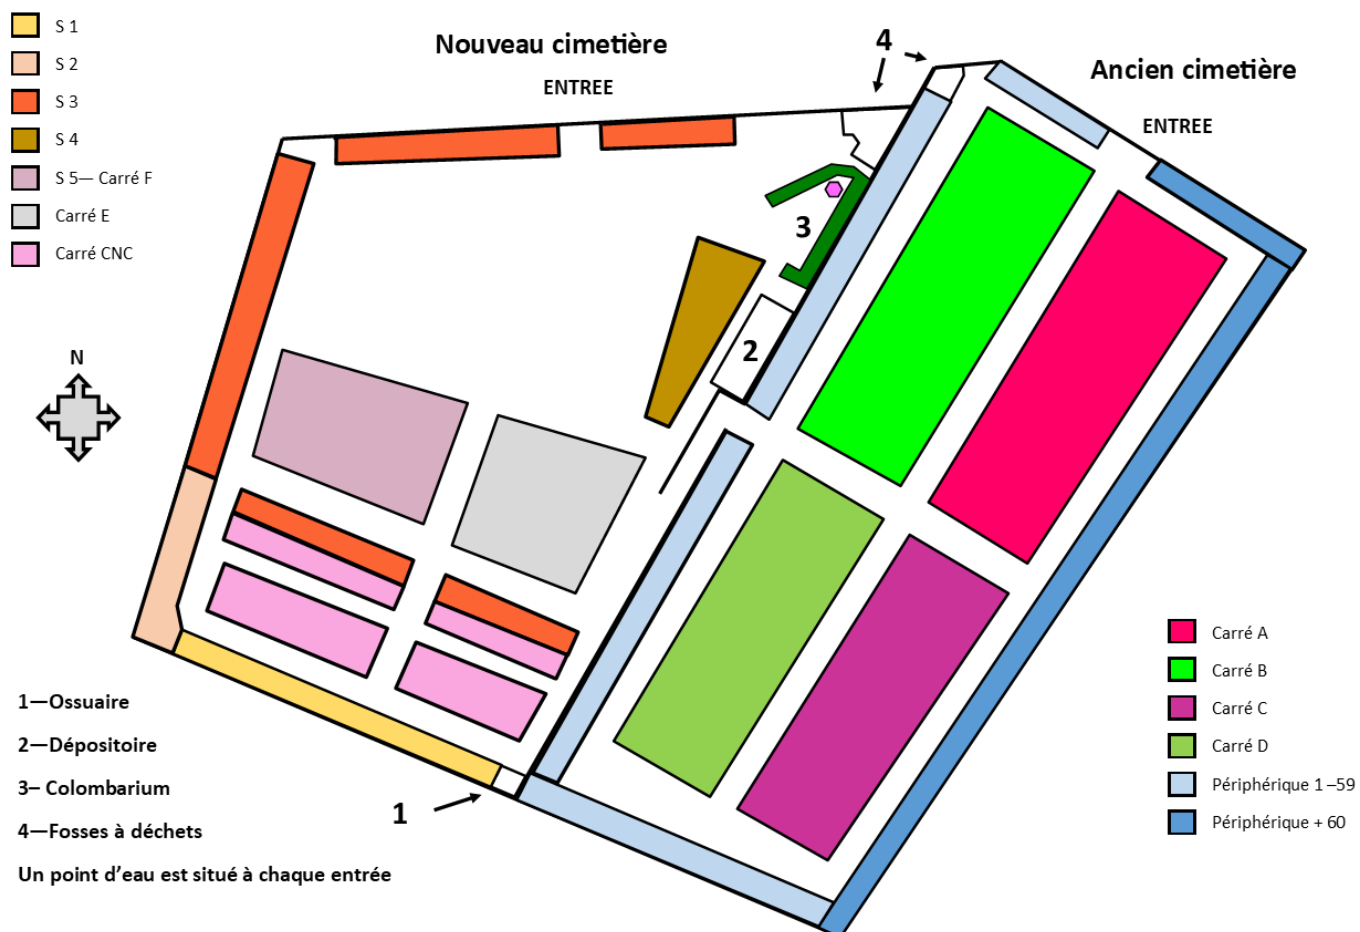 S 1
S 2
S 3
S 4
S 5— Carré F
Carré E
Carré CNC
Nouveau cimetière
ENTREE
4
Ancien cimetière
ENTREE
3
N
2
1
1—Ossuaire
2—Dépositoire
3– Colombarium
4—Fosses à déchets
Un point d'eau est situé à chaque entrée
Carré A
Carré B
Carré C
Carré D
Périphérique 1 –59
Périphérique + 60